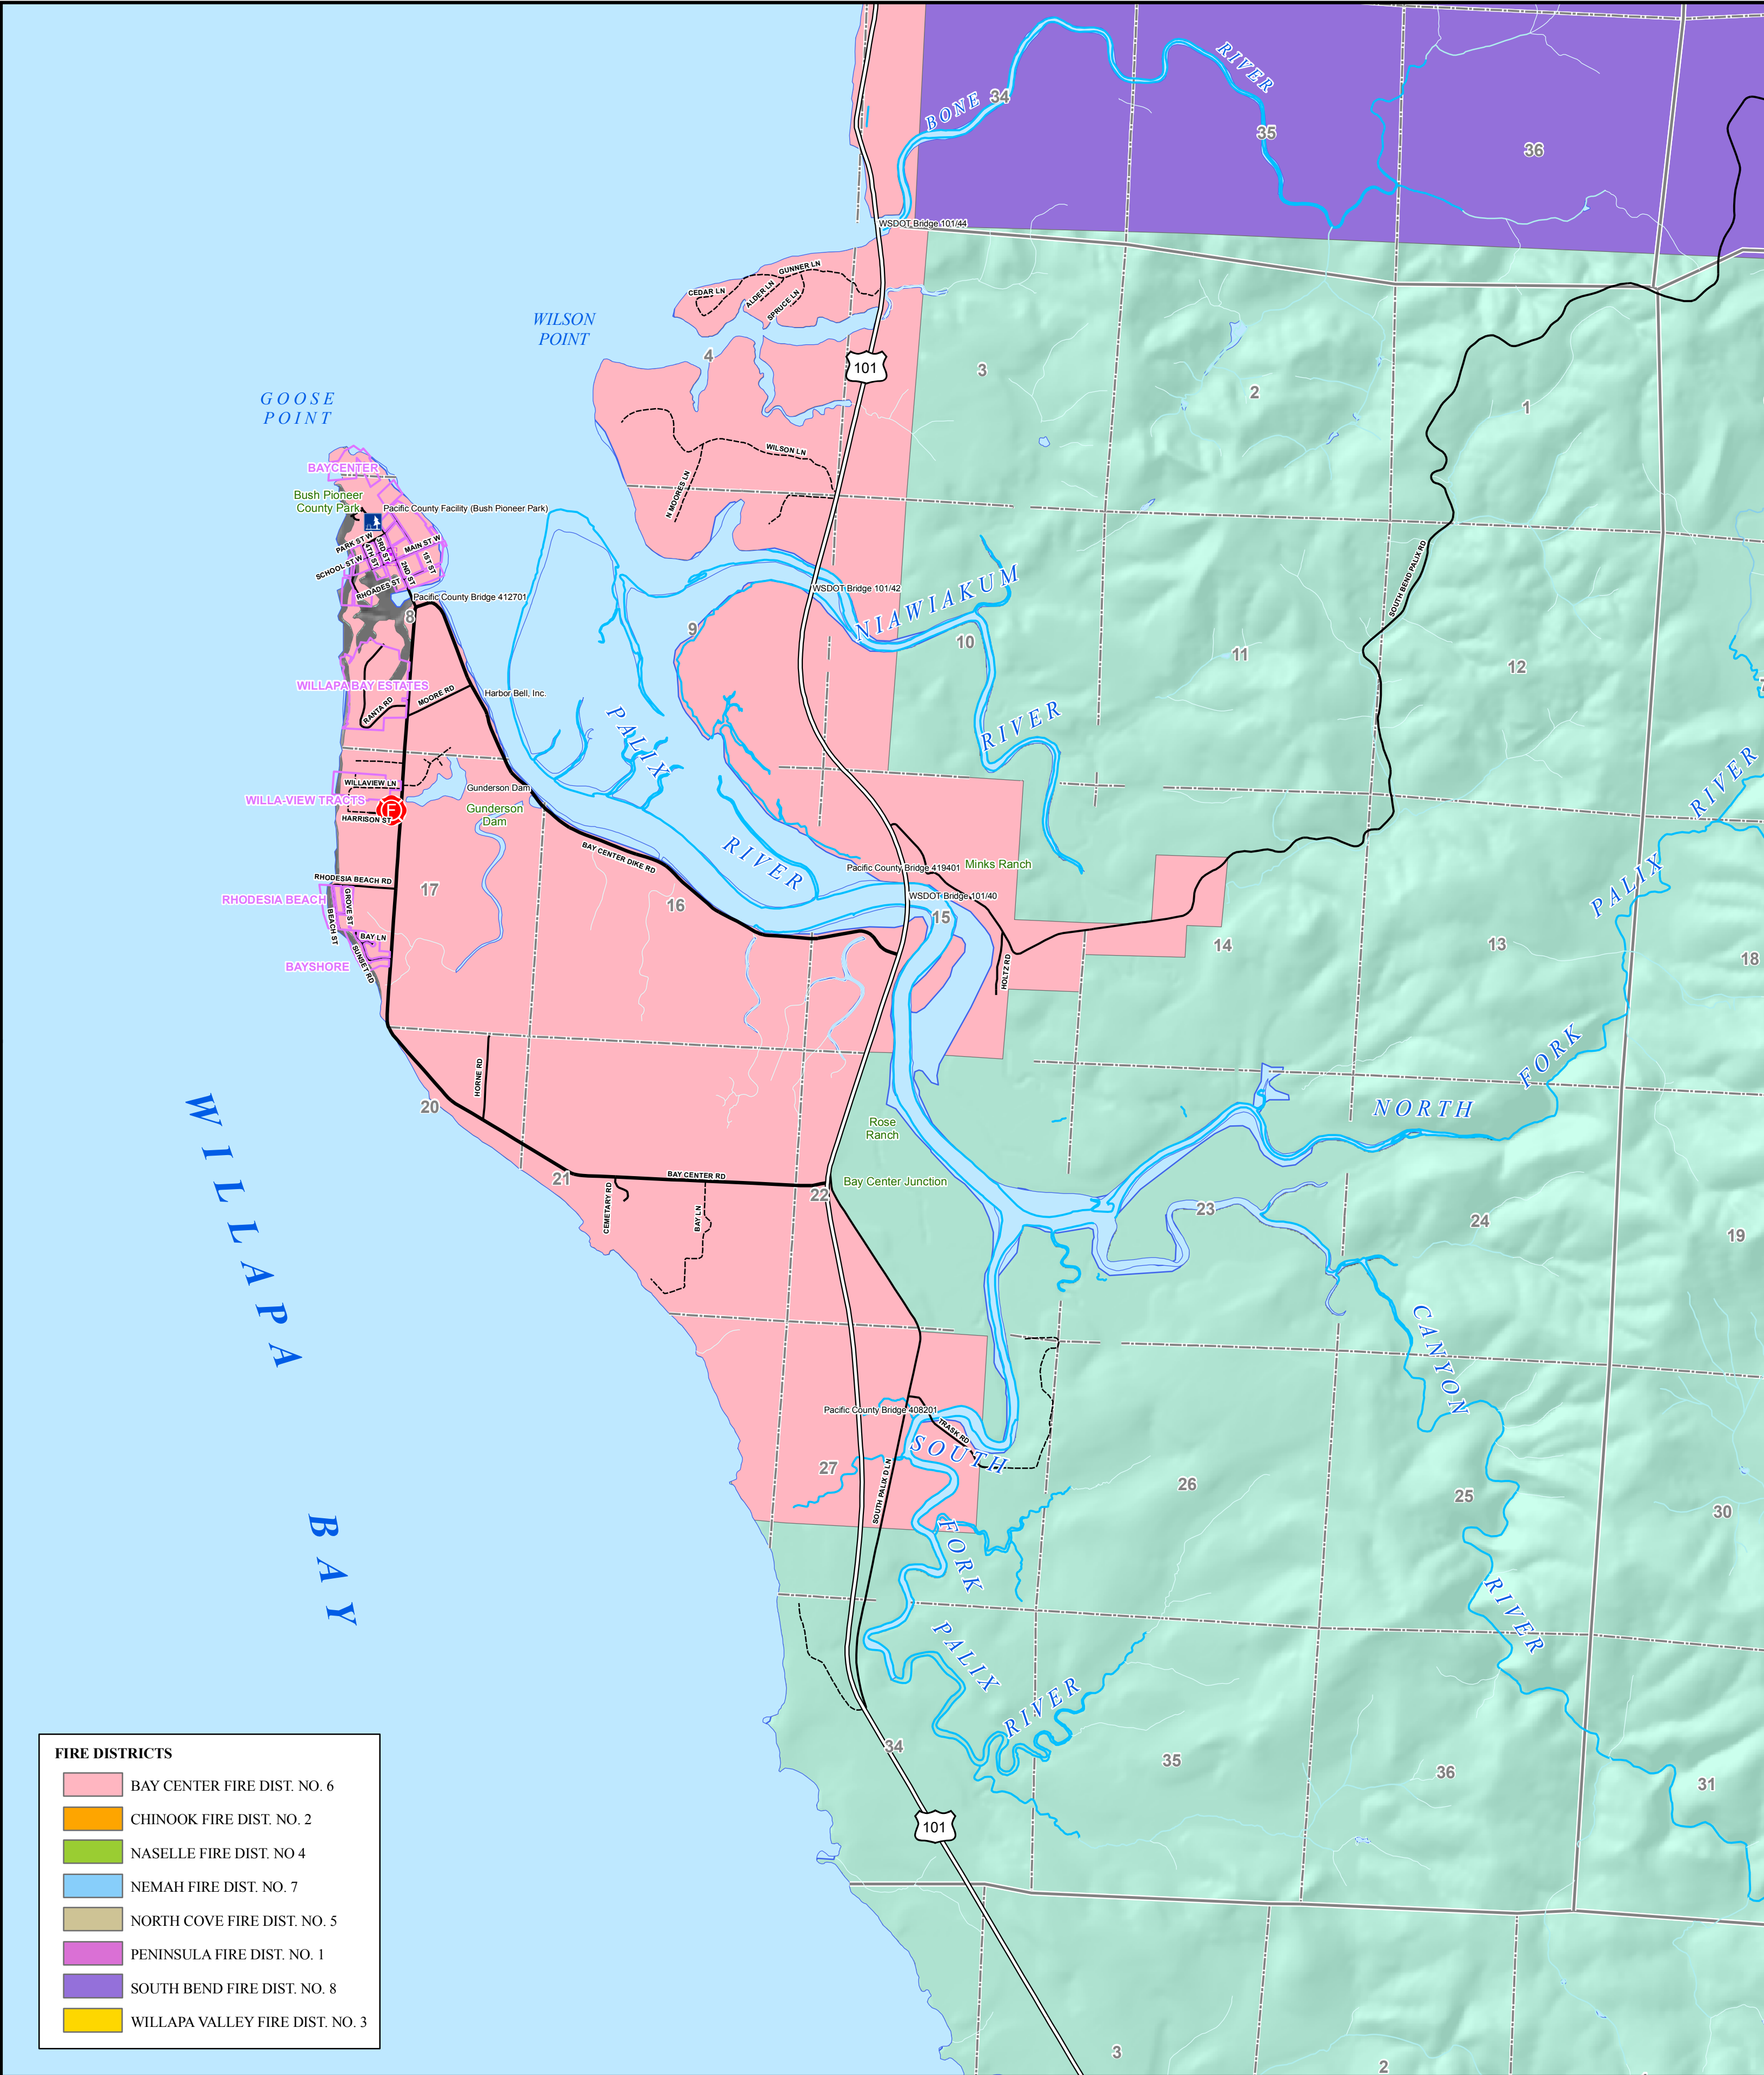 BONE
RIVER
34
35
36
WSDOT Bridge 101/44
GUNNER LN
CEDAR LN
ALDER LN
SPRUCE LN
WILSON
POINT
4
101
3
2
1
GOOSE
POINT
WILSON LN
N MOORES LN
BAYCENTER
Bush Pioneer
County Park
Pacific County Facility (Bush Pioneer Park)
PARK ST W
3RD ST
4TH ST
MAIN ST W
SCHOOL ST W
1ST ST
2ND ST
RHOADES ST
Pacific County Bridge 412701
8
SOUTH BEND PALIX RD
WSDOT Bridge 101/42
NIAWIAKUM
RIVER
9
10
11
12
7
WILLAPA BAY ESTATES
RANTA RD
MOORE RD
Harbor Bell, Inc.
PALIX
RIVER
WILLAVIEW LN
WILLA-VIEW TRACTS
F
HARRISON ST
Gunderson Dam
Gunderson
Dam
BAY CENTER DIKE RD
Pacific County Bridge 419401
Minks Ranch
WSDOT Bridge 101/40
RHODESIA BEACH RD
RHODESIA BEACH
GROVE ST
BEACH ST
BAY LN
SUNSET RD
BAYSHORE
17
16
15
14
13
18
HOLTZ RD
NORTH
FORK
PALIX
RIVER
HORNE RD
20
Rose
Ranch
21
BAY CENTER RD
22
Bay Center Junction
CEMETARY RD
BAY LN
23
24
19
WILLAPA
BAY
CANYON
RIVER
Pacific County Bridge 408201
TRASK RD
SOUTH
FORK
PALIX
RIVER
SOUTH PALIX D LN
27
26
25
30
34
35
36
31
101
3
2
FIRE DISTRICTS
BAY CENTER FIRE DIST. NO. 6
CHINOOK FIRE DIST. NO. 2
NASELLE FIRE DIST. NO 4
NEMAH FIRE DIST. NO. 7
NORTH COVE FIRE DIST. NO. 5
PENINSULA FIRE DIST. NO. 1
SOUTH BEND FIRE DIST. NO. 8
WILLAPA VALLEY FIRE DIST. NO. 3